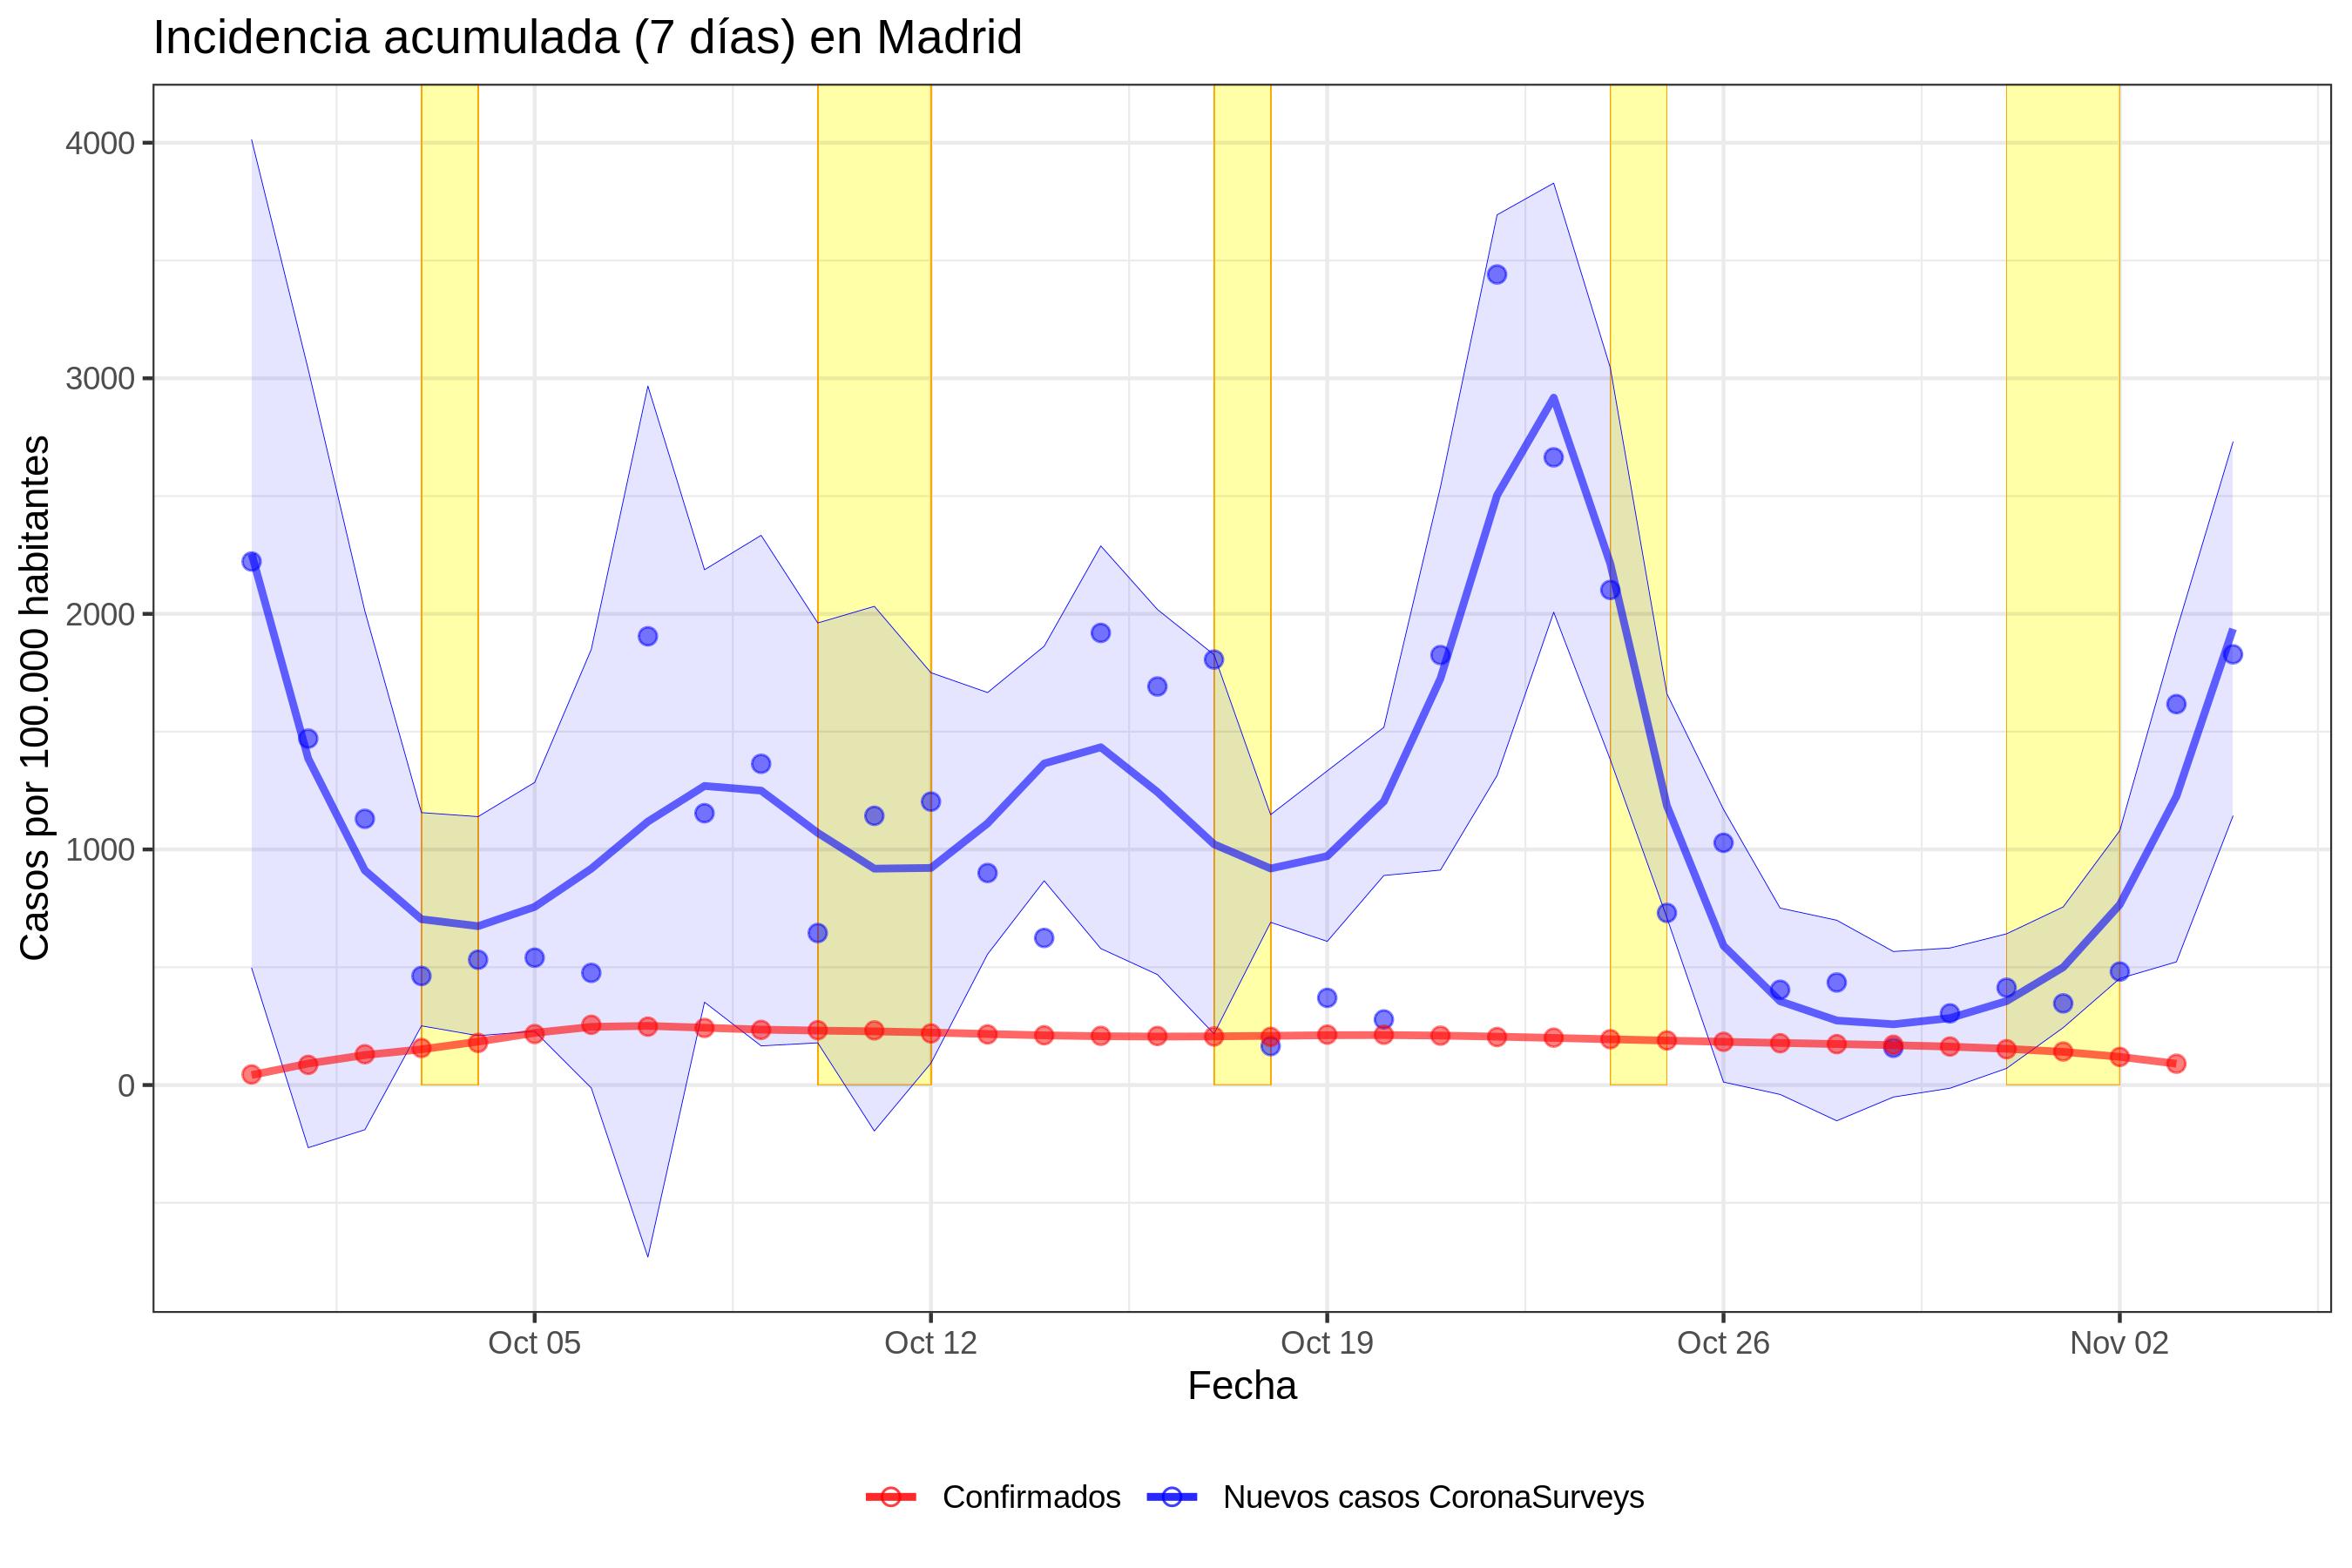 Incidencia acumulada (7 días) en Madrid
Casos por 100.000 habitantes
4000
3000
2000
1000
0
Oct 05 Oct 12 Oct 19 Oct 26 Nov 02
Fecha
Confirmados Nuevos casos CoronaSurveys